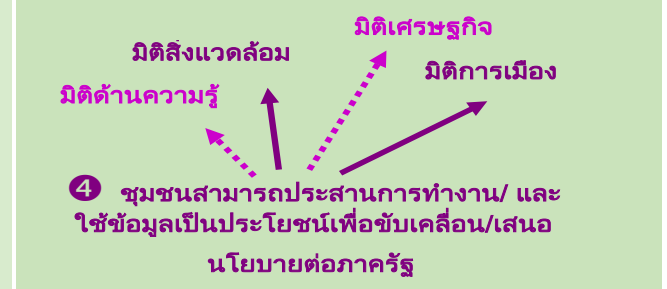 มิติเศรษฐกิจ
มิติสิ่งแวดล้อม
มิติการเมือง
มิติด้านความรู้
❹ ชุมชนสามารถประสานการทำงาน/ และ
ใช้ข้อมูลเป็นประโยชน์เพื่อขับเคลื่อน/เสนอ
นโยบายต่อภาครัฐ